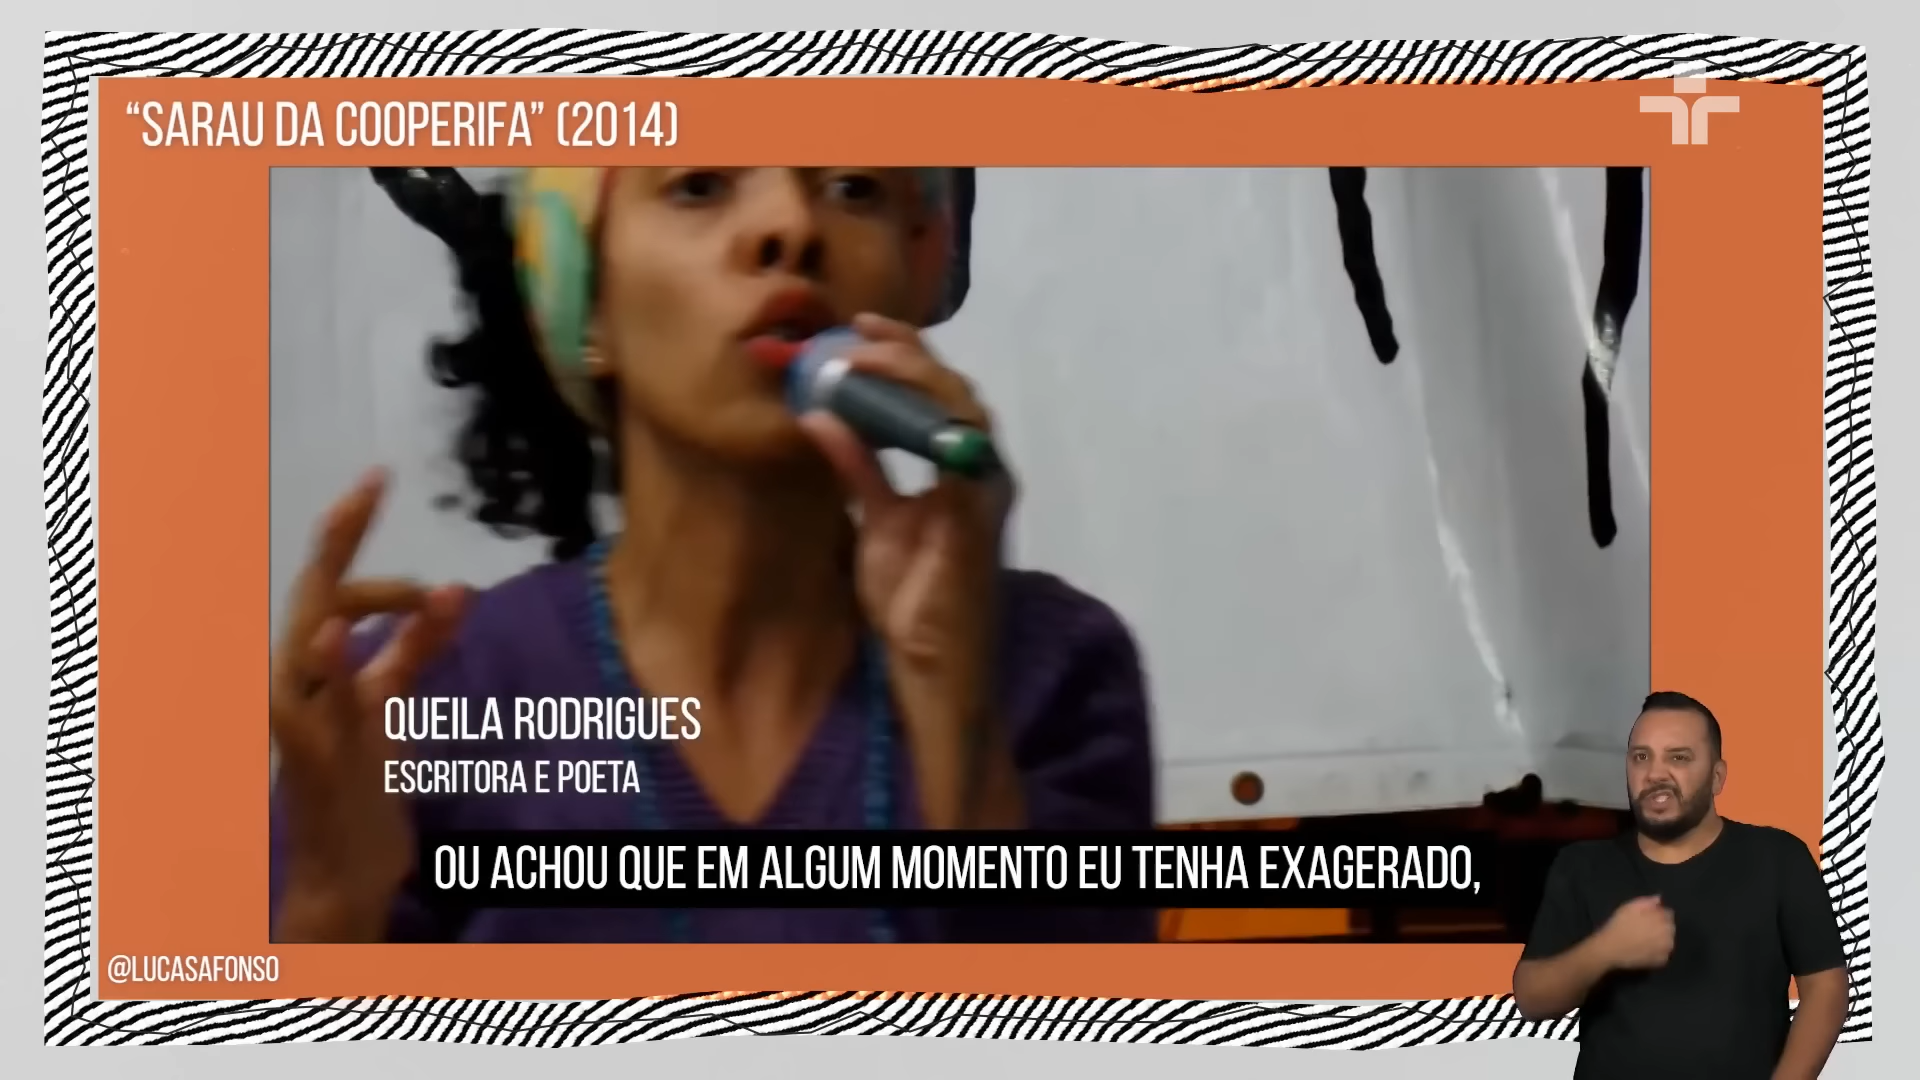 “SARAU DA COOPERIFA” (2014)
QUEILA RODRIGUES
ESCRITORA E POETA
OU ACHOU QUE EM ALGUM MOMENTO EU TENHA EXAGERADO,
@LUCASAFONSO